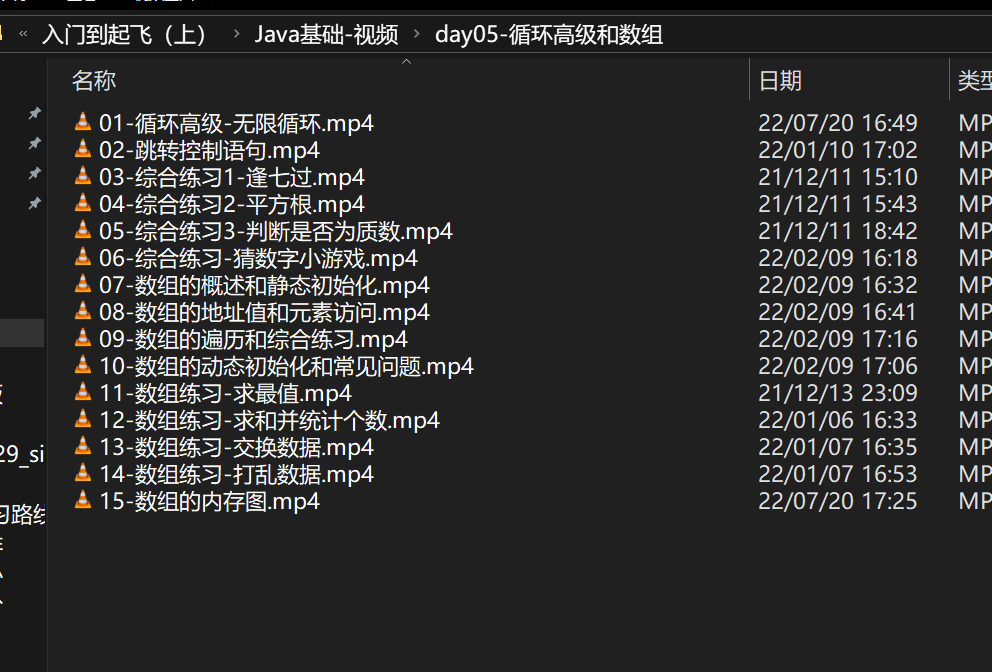 « 入门到起飞（上） › Java基础-视频 › day05-循环高级和数组
名称 日期 类型
01-循环高级-无限循环.mp4 22/07/20 16:49 MP
02-跳转控制语句.mp4 22/01/10 17:02 MP
03-综合练习1-逢七过.mp4 21/12/11 15:10 MP
04-综合练习2-平方根.mp4 21/12/11 15:43 MP
05-综合练习3-判断是否为质数.mp4 21/12/11 18:42 MP
06-综合练习-猜数字小游戏.mp4 22/02/09 16:18 MP
07-数组的概述和静态初始化.mp4 22/02/09 16:32 MP
08-数组的地址值和元素访问.mp4 22/02/09 16:41 MP
09-数组的遍历和综合练习.mp4 22/02/09 17:16 MP
10-数组的动态初始化和常见问题.mp4 22/02/09 17:06 MP
11-数组练习-求最值.mp4 21/12/13 23:09 MP
12-数组练习-求和并统计个数.mp4 22/01/06 16:33 MP
13-数组练习-交换数据.mp4 22/01/07 16:35 MP
14-数组练习-打乱数据.mp4 22/01/07 16:53 MP
15-数组的内存图.mp4 22/07/20 17:25 MP
29_si
习路线